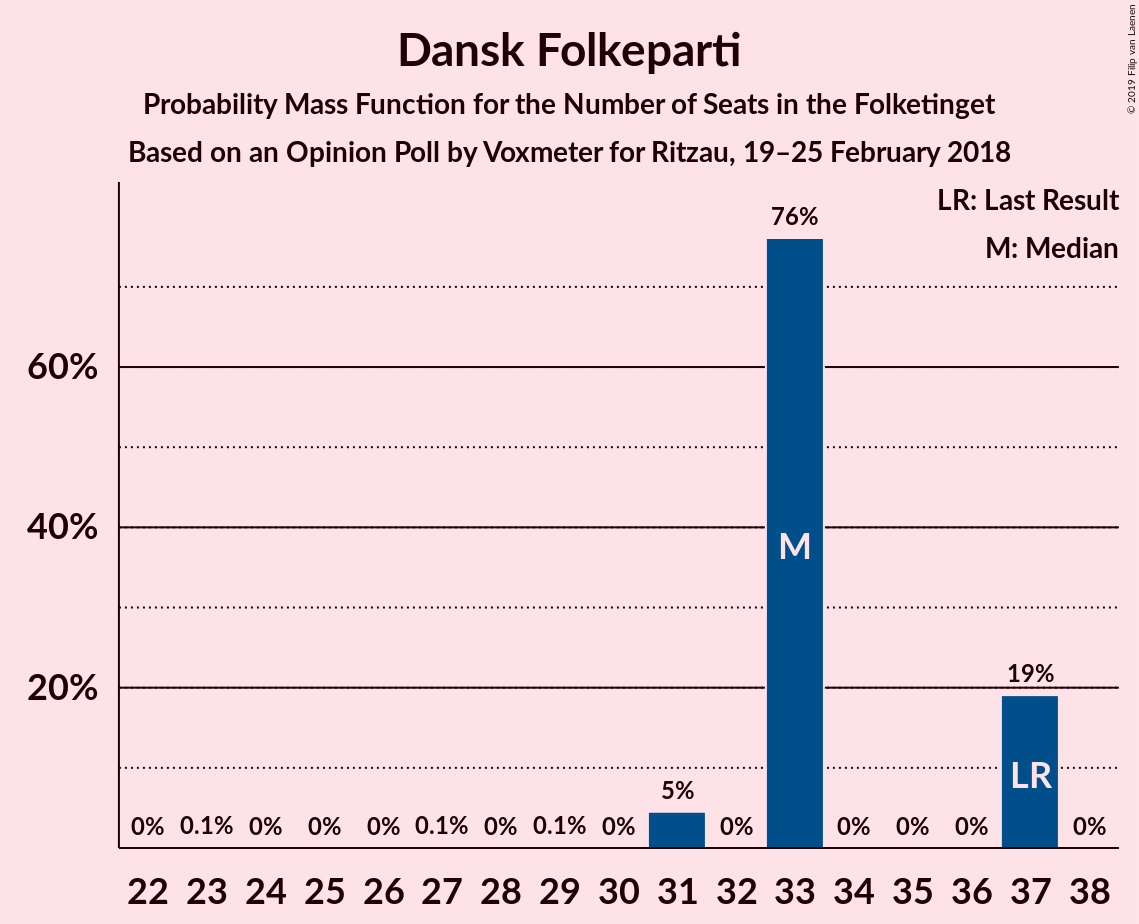 Dansk Folkeparti
Probability Mass Function for the Number of Seats in the Folketinget
Based on an Opinion Poll by Voxmeter for Ritzau, 19–25 February 2018
© 2019 Filip van Laenen
LR: Last Result
M: Median
76%
60%
40%
M
20%
19%
LR
5%
0% 0.1% 0% 0% 0% 0.1% 0% 0.1% 0% 0% 0% 0% 0% 0%
22 23 24 25 26 27 28 29 30 31 32 33 34 35 36 37 38